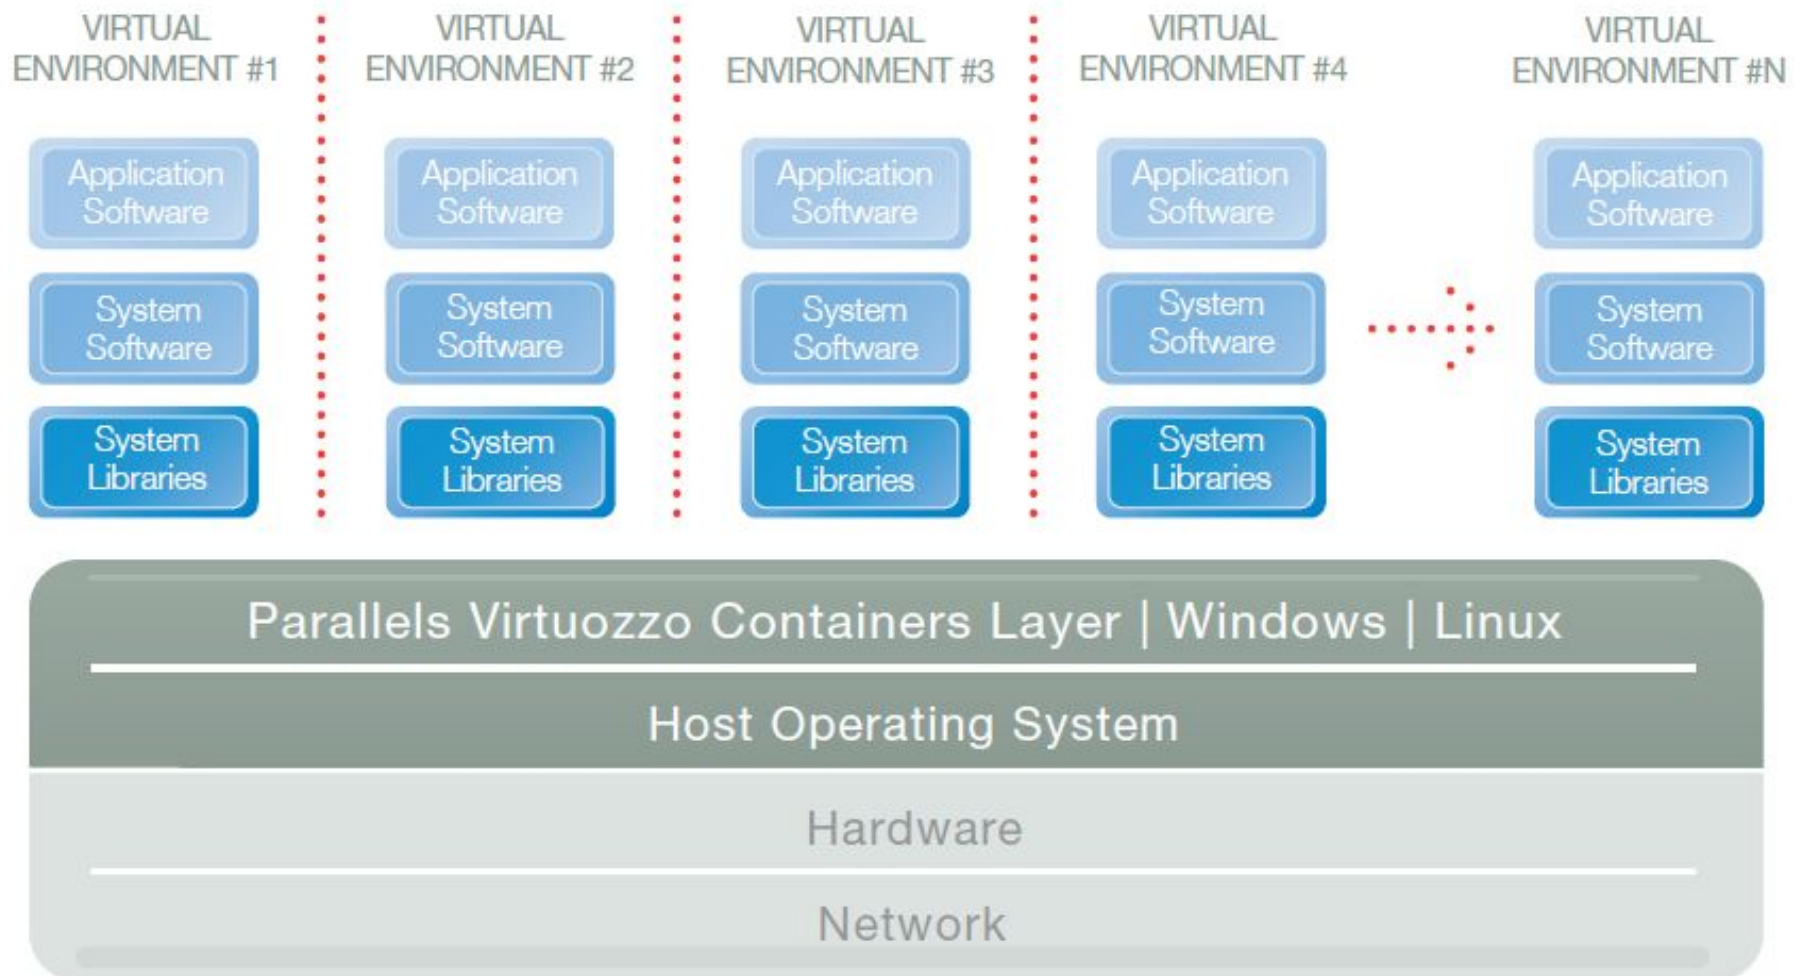 VIRTUAL
ENVIRONMENT #1
VIRTUAL
ENVIRONMENT #2
VIRTUAL
ENVIRONMENT #3
VIRTUAL
ENVIRONMENT #4
VIRTUAL
ENVIRONMENT #N
Application
Software
Application
Software
Application
Software
Application
Software
Application
Software
System
Software
System
Software
System
Software
System
Software
System
Software
System
Libraries
System
Libraries
System
Libraries
System
Libraries
System
Libraries
Parallels Virtuozzo Containers Layer | Windows | Linux
Host Operating System
Hardware
Network